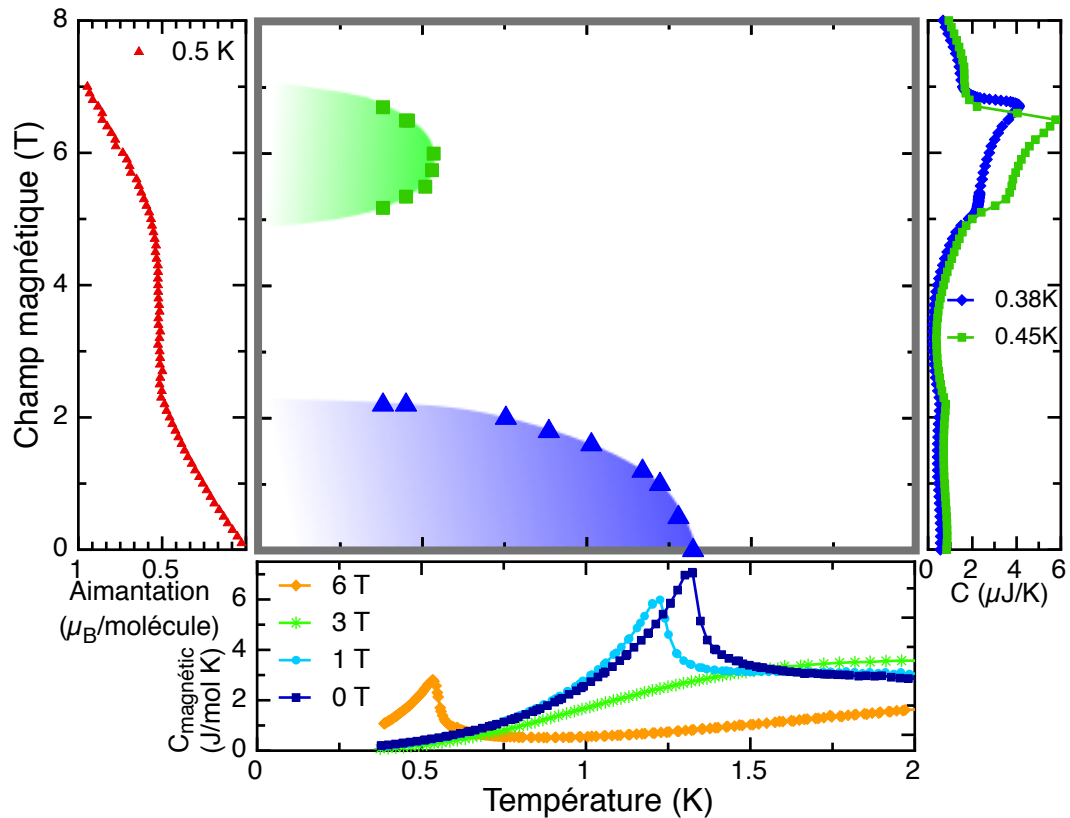 8
6
4
2
0
Champ magnétique (T)
0.5 K
1
0.5
Aimantation
(μB/molécule)
0.38K
0.45K
0
2
4
6
C (μJ/K)
6 T
3 T
1 T
0 T
6
4
2
0
Cmagnétic
(J/mol K)
0
0.5
1
1.5
2
Température (K)